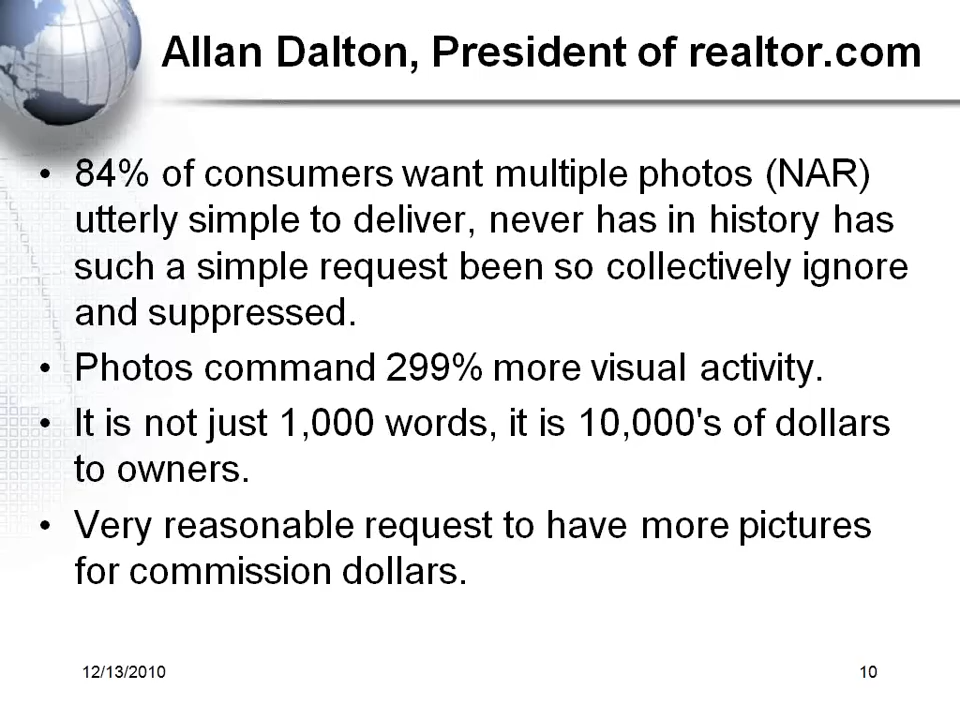 Allan Dalton, President of realtor.com
• 84% of consumers want multiple photos (NAR)
utterly simple to deliver, never has in history has
such a simple request been so collectively ignore
and suppressed.
• Photos command 299% more visual activity.
• It is not just 1,000 words, it is 10,000's of dollars
to owners.
• Very reasonable request to have more pictures
for commission dollars.
12/13/2010
10